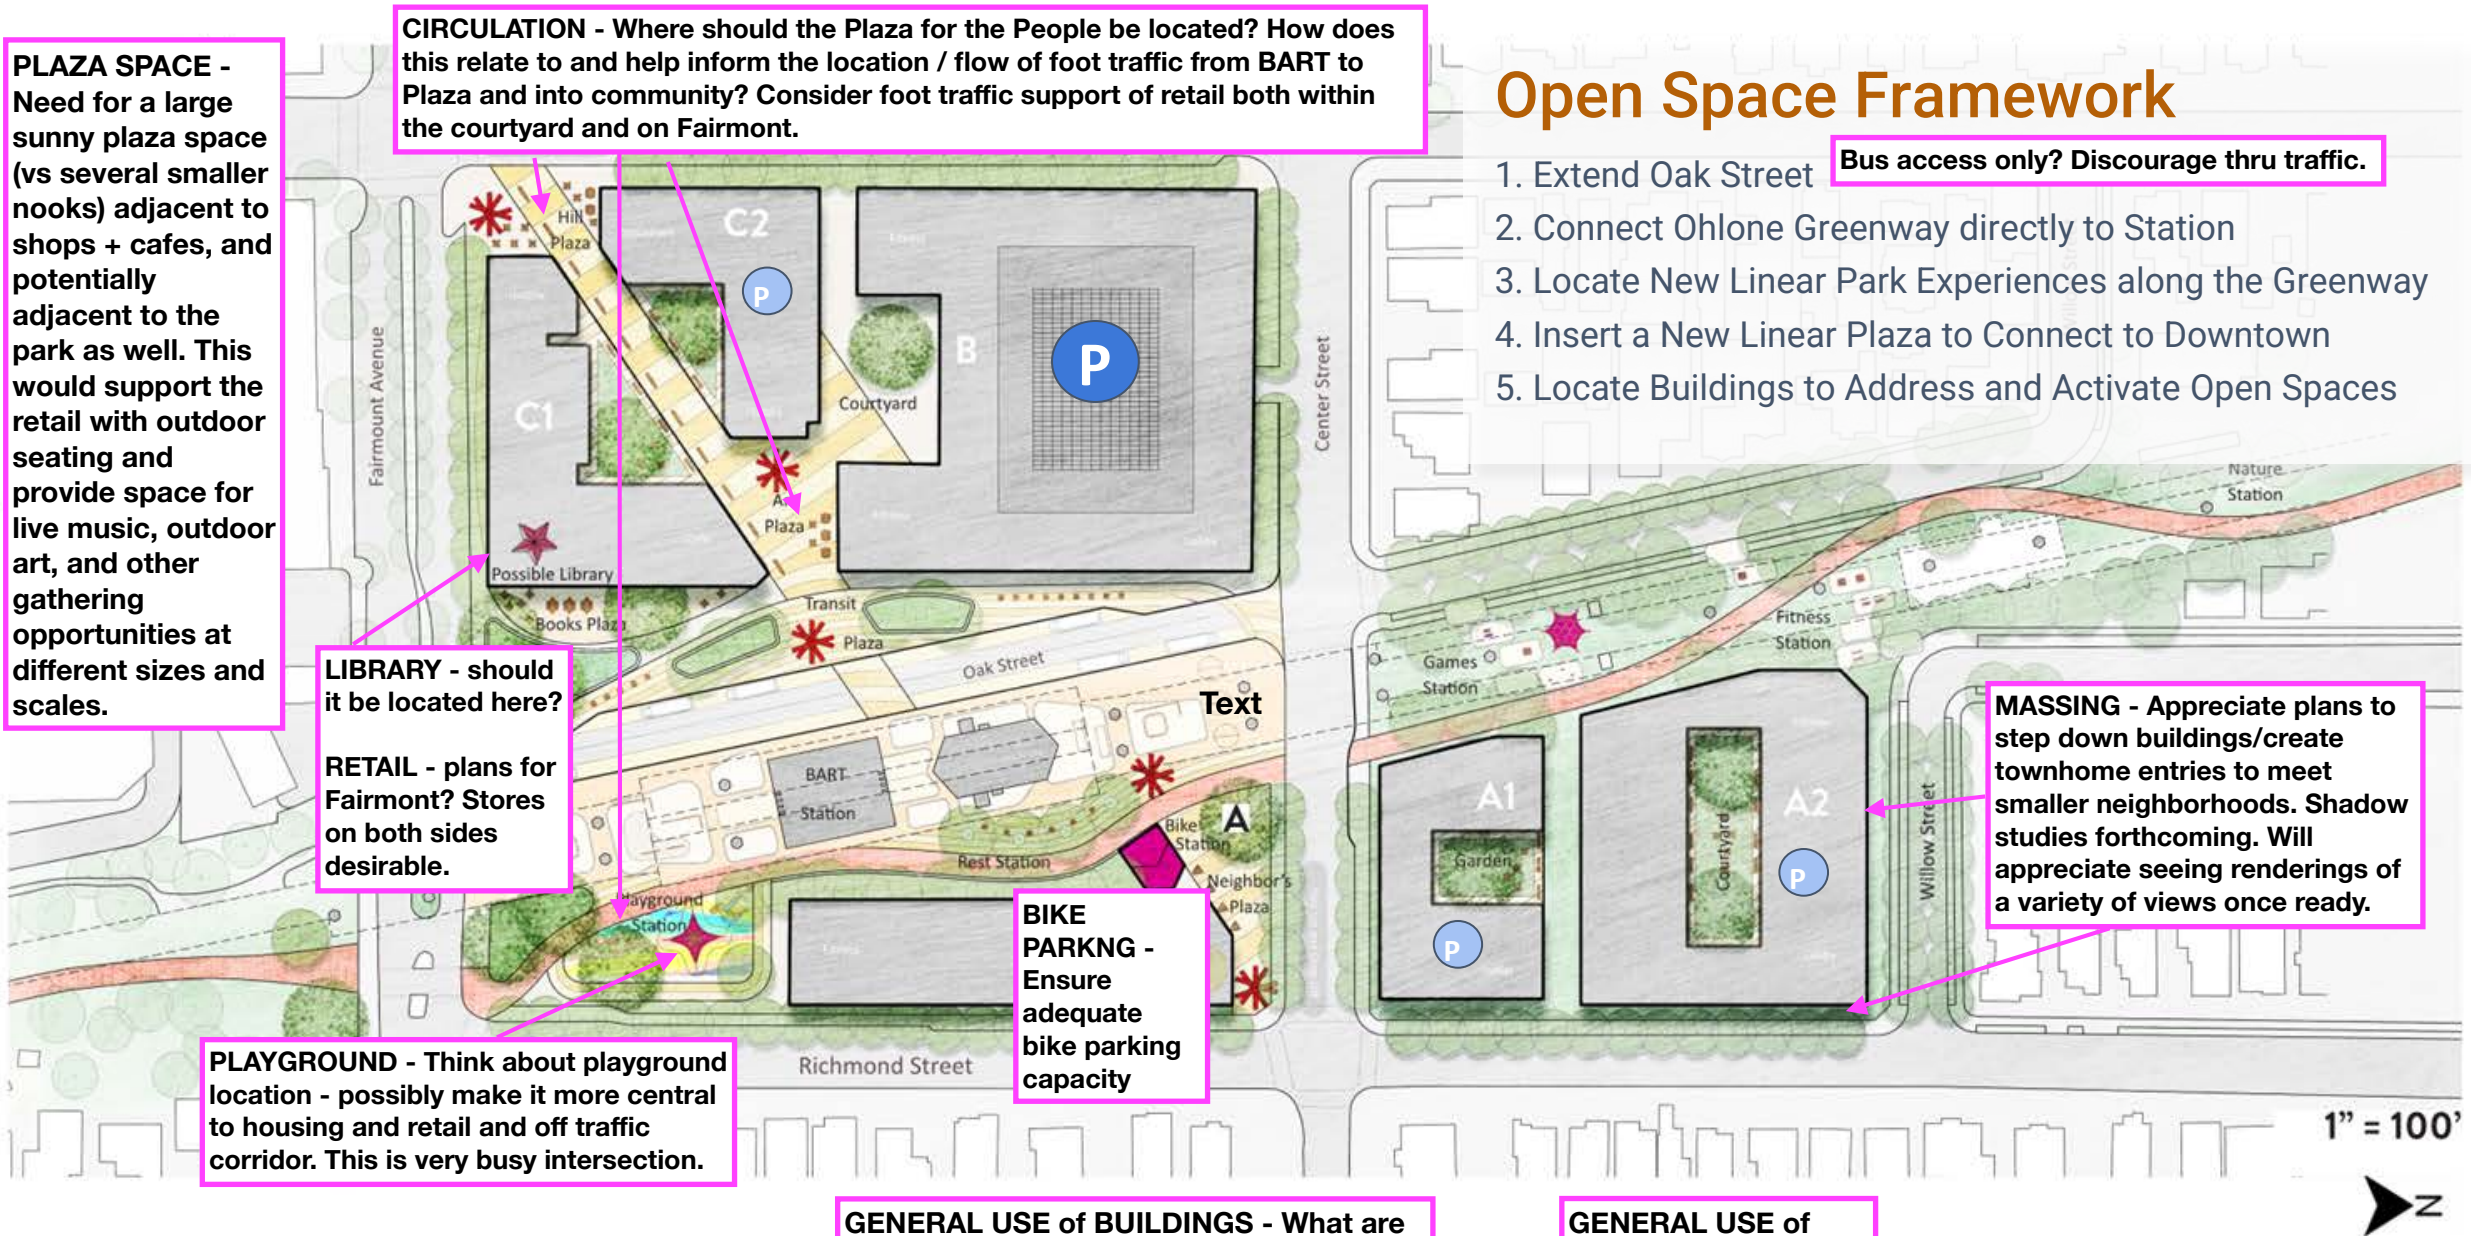 CIRCULATION - Where should the Plaza for the People be located? How does
this relate to and help inform the location / flow of foot traffic from BART to
Plaza and into community? Consider foot traffic support of retail both within
the courtyard and on Fairmont.
PLAZA SPACE -
Need for a large
sunny plaza space
(vs several smaller
nooks) adjacent to
shops + cafes, and
potentially
adjacent to the
park as well. This
would support the
retail with outdoor
seating and
provide space for
live music, outdoor
art, and other
gathering
opportunities at
different sizes and
scales.
Open Space Framework
1. Extend Oak Street
Bus access only? Discourage thru traffic.
2. Connect Ohlone Greenway directly to Station
3. Locate New Linear Park Experiences along the Greenway
4. Insert a New Linear Plaza to Connect to Downtown
5. Locate Buildings to Address and Activate Open Spaces
Hill
Plaza
C2
P
Fairmount Avenue
C1
Courtyard
B
P
Center Street
Plaza
Possible Library
Books Plaza
Transit
Plaza
Oak Street
Nature
Station
Fitness
Station
Games
Station
Text
LIBRARY - should
it be located here?
RETAIL - plans for
Fairmont? Stores
on both sides
desirable.
BART
Station
Rest Station
Bike
Station
A
Neighbor's
Plaza
Station
A1
Garden
P
A2
Courtyard
P
Willow Street
MASSING - Appreciate plans to
step down buildings/create
townhome entries to meet
smaller neighborhoods. Shadow
studies forthcoming. Will
appreciate seeing renderings of
a variety of views once ready.
BIKE
PARKNG -
Ensure
adequate
bike parking
capacity
PLAYGROUND - Think about playground
location - possibly make it more central
to housing and retail and off traffic
corridor. This is very busy intersection.
Richmond Street
1" = 100'
N
GENERAL USE of BUILDINGS - What are
GENERAL USE of